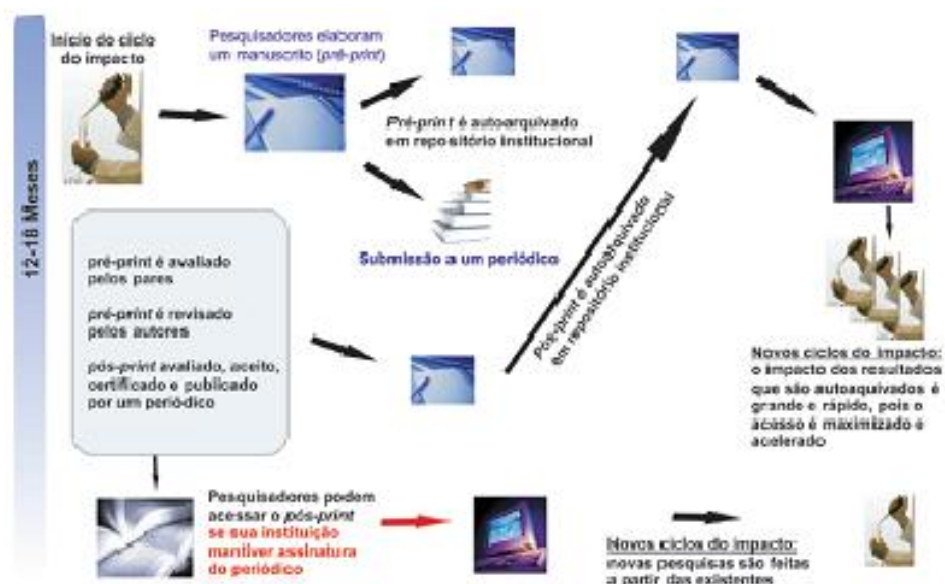 12-18 Meses
Início do ciclo
do impacto
Pesquisadores elaboram
um manuscrito (pré-print)
Pré-print é autoarquivado
em repositório institucional
Submissão a um periódico
pré-print é avaliado
pelos pares
pré-print é revisado
pelos autores
pós-print avaliado, aceito,
certificado e publicado
por um periódico
Pós-print é autoarquivado
em repositório institucional
Novos ciclos do impacto:
o impacto dos resultados
que são autoaquivados é
grande e rápido, pois o
acesso é maximizado e
acelerado
Pesquisadores podem
acessar o pós-print
se sua instituição
mantiver assinatura
do periódico
Novos ciclos do impacto:
novas pesquisas são feitas
a partir das existentes